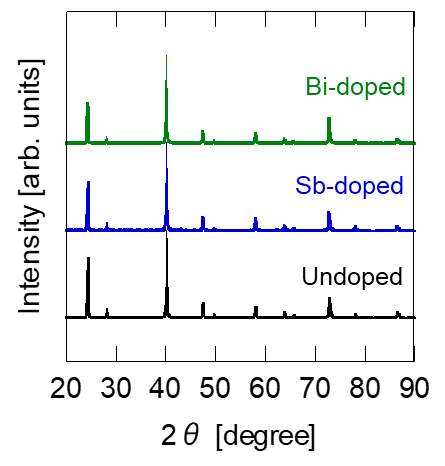 Intensity [arb. units]
Bi-doped
Sb-doped
Undoped
20 30 40 50 60 70 80 90
2θ [degree]